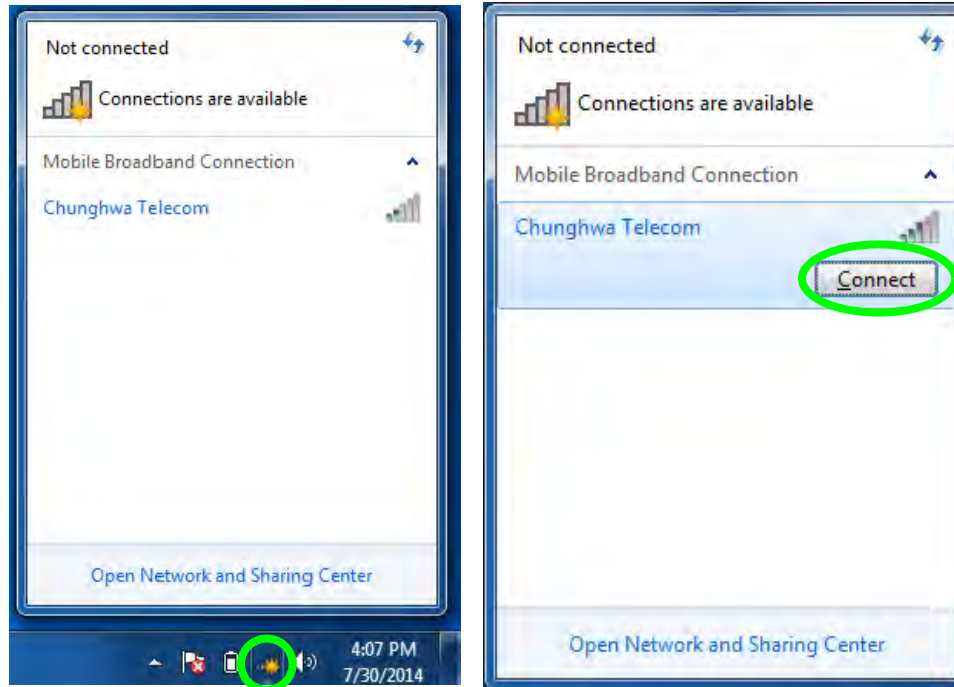 Not connected
Connections are available
Mobile Broadband Connection
Chunghwa Telecom
Open Network and Sharing Center
4:07 PM
7/30/2014
Not connected
Connections are available
Mobile Broadband Connection
Chunghwa Telecom
Connect
Open Network and Sharing Center